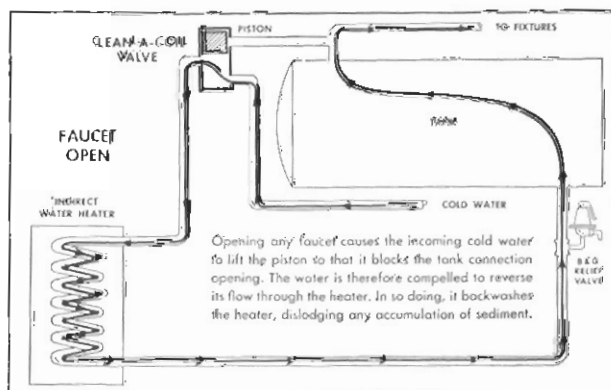 CLEAN-A-COIL
VALVE
PISTON
TO FIXTURES
FAUCET
OPEN
TANK
INDIRECT
WATER HEATER
COLD WATER
B&G
RELIEF
VALVE
Opening any faucet causes the incoming cold water
to lift the piston so that it blocks the tank connection
opening. The water is therefore compelled to reverse
its flow through the heater. In so doing, it backwashes
the heater, dislodging any accumulation of sediment.